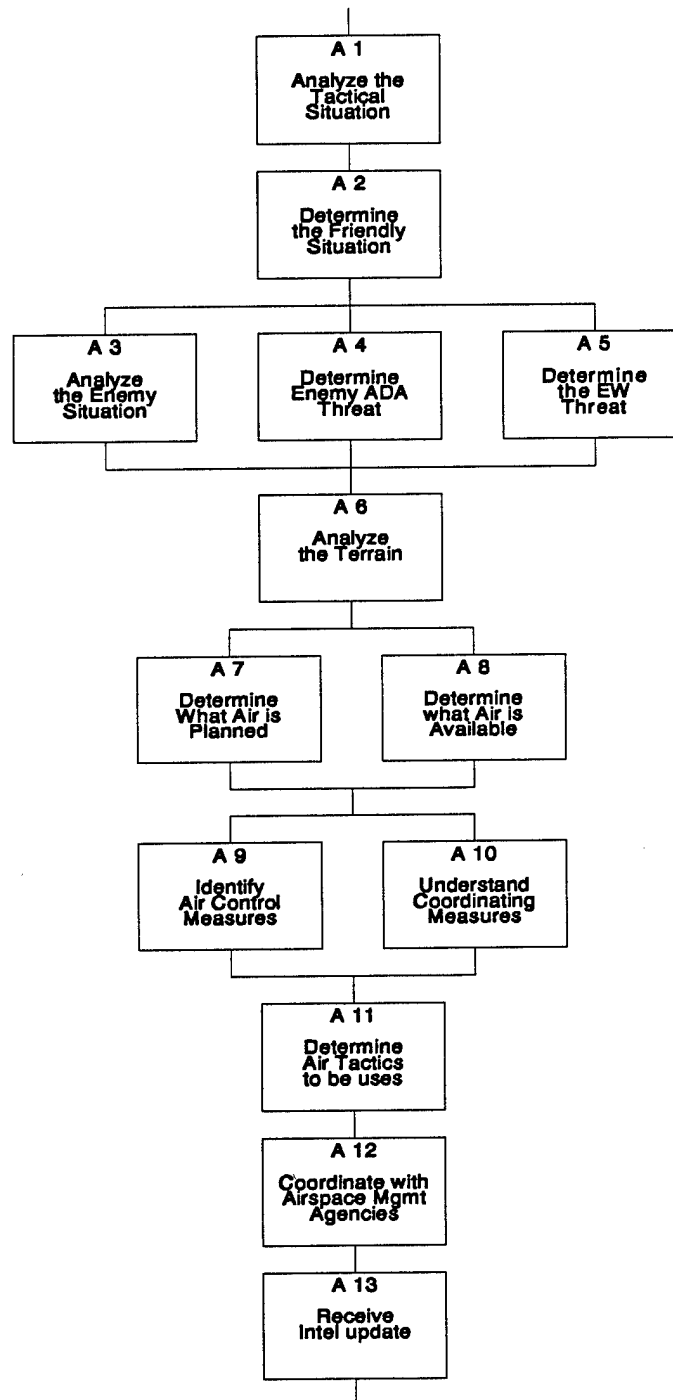 A 1
Analyze the
Tactical
Situation
A 2
Determine
the Friendly
Situation
A 3
Analyze
the Enemy
Situation
A 4
Determine
Enemy ADA
Threat
A 5
Determine
the EW
Threat
A 6
Analyze
the Terrain
A 7
Determine
What Air is
Planned
A 8
Determine
what Air is
Available
A 9
Identify
Air Control
Measures
A 10
Understand
Coordinating
Measures
A 11
Determine
Air Tactics
to be uses
A 12
Coordinate with
Airspace Mgmt
Agencies
A 13
Receive
Intel update